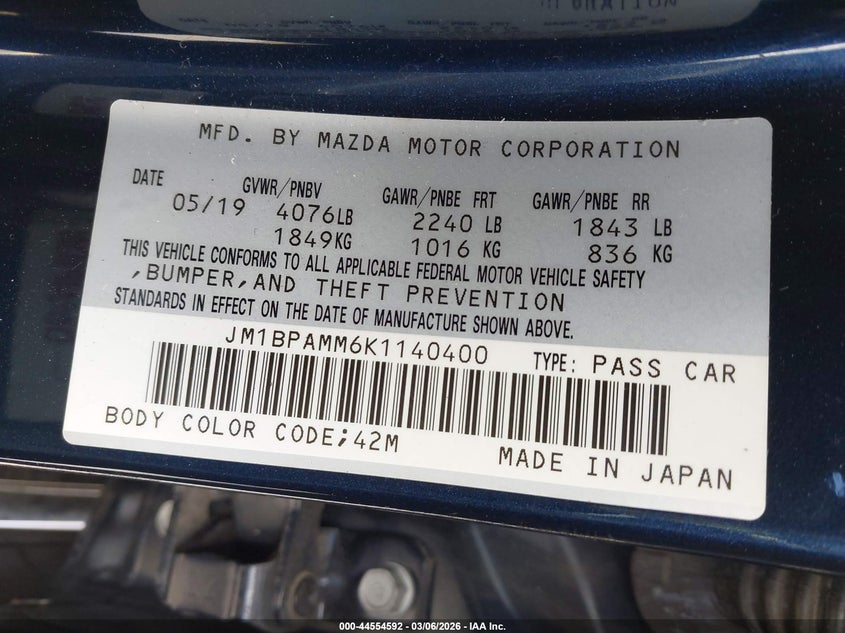 MFD. BY MAZDA MOTOR CORPORATION
DATE GVWR/PNBV GAWR/PNBE FRT GAWR/PNBE RR
05/19 4076LB 2240 LB 1843 LB
1849KG 1016 KG 836 KG
THIS VEHICLE CONFORMS TO ALL APPLICABLE FEDERAL MOTOR VEHICLE SAFETY
,BUMPER,AND THEFT PREVENTION
STANDARDS IN EFFECT ON THE DATE OF MANUFACTURE SHOWN ABOVE.
JM1BPAMM6K1140400 TYPE: PASS CAR
BODY COLOR CODE;42M
MADE IN JAPAN
000-44554592 - 03/06/2026 - IAA Inc.